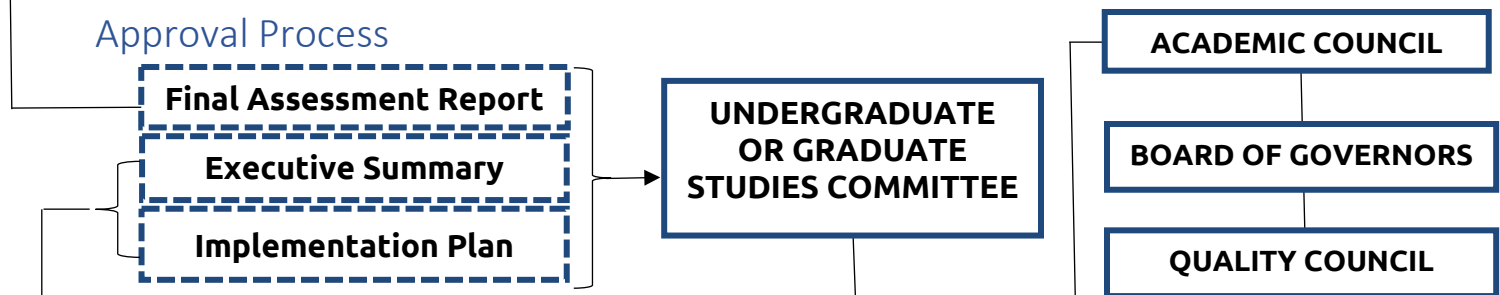 Approval Process
Final Assessment Report
Executive Summary
Implementation Plan
UNDERGRADUATE
OR GRADUATE
STUDIES COMMITTEE
ACADEMIC COUNCIL
BOARD OF GOVERNORS
QUALITY COUNCIL